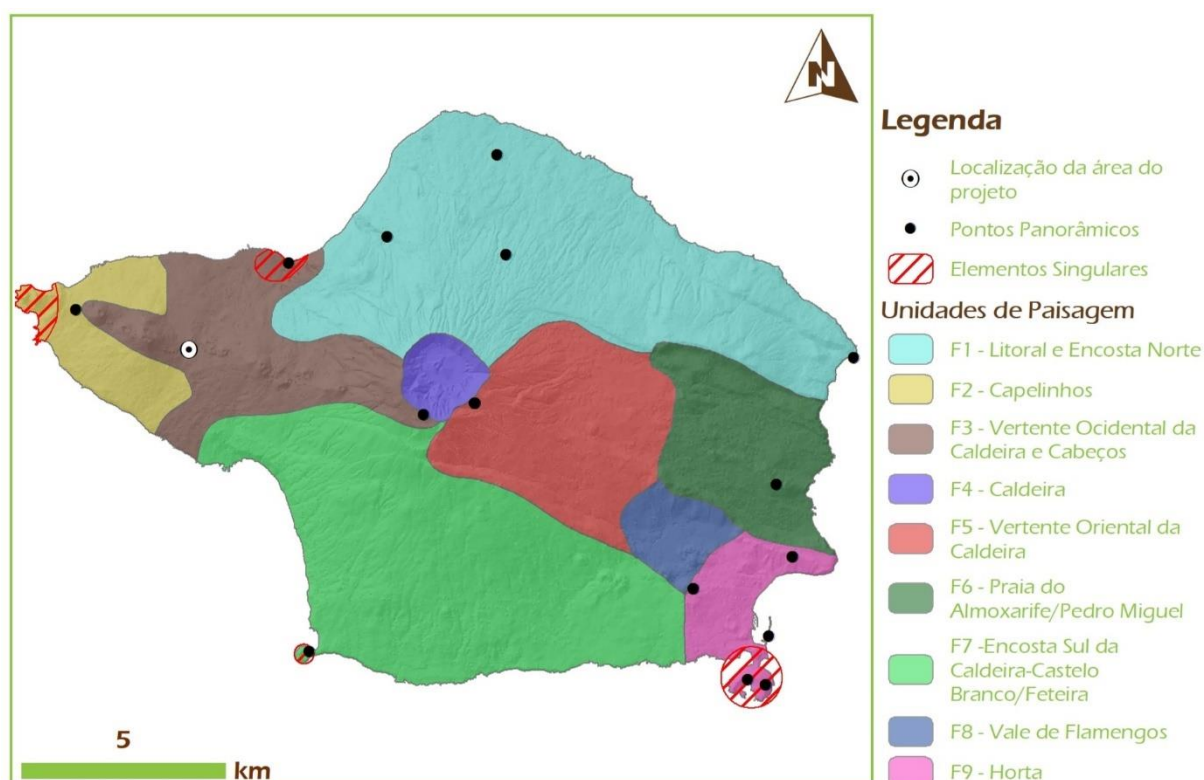 N
Legenda
Localização da área do
projeto
Pontos Panorâmicos
Elementos Singulares
Unidades de Paisagem
F1 - Litoral e Encosta Norte
F2 - Capelinhos
F3 - Vertente Ocidental da
Caldeira e Cabeços
F4 - Caldeira
F5 - Vertente Oriental da
Caldeira
F6 - Praia do
Almoxarife/Pedro Miguel
F7 -Encosta Sul da
Caldeira-Castelo
Branco/Feteira
F8 - Vale de Flamengos
F9 - Horta
5
km